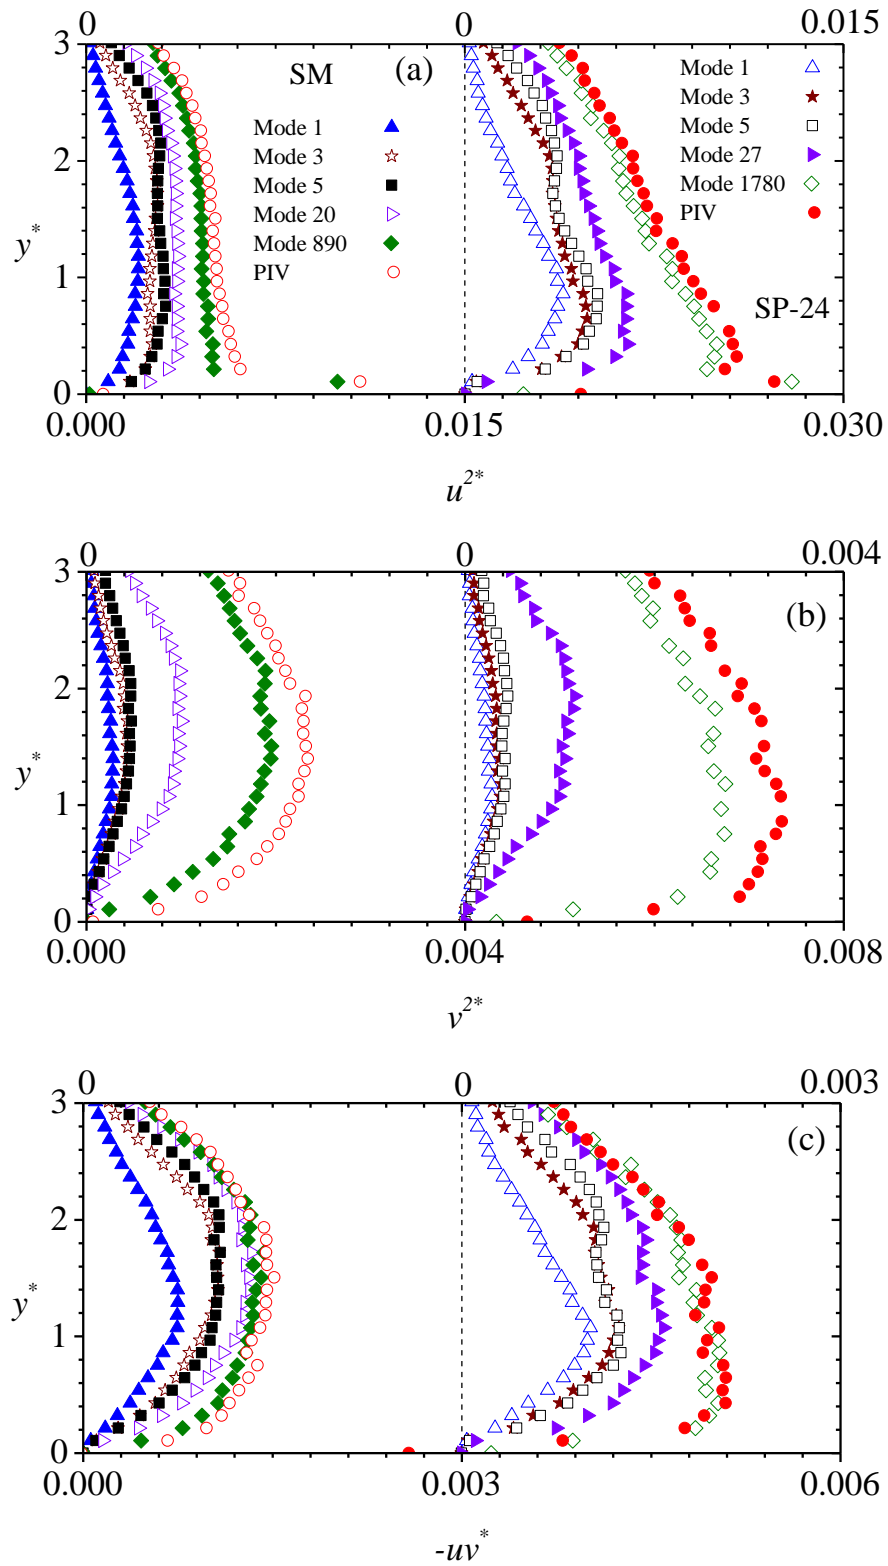 0 0 0.015
3 SM (a) Mode 1
Mode 3
Mode 1 Mode 5
Mode 3 Mode 27
2 Mode 5 Mode 1780
Mode 20 PIV
y* Mode 890
PIV
1 SP-24
0
0.000 0.015 0.030
u2*
0 0 0.004
3 (b)
2
y*
1
0
0.000 0.004 0.008
v2*
0 0 0.003
3 (c)
2
y*
1
0
0.000 0.003 0.006
-uv*